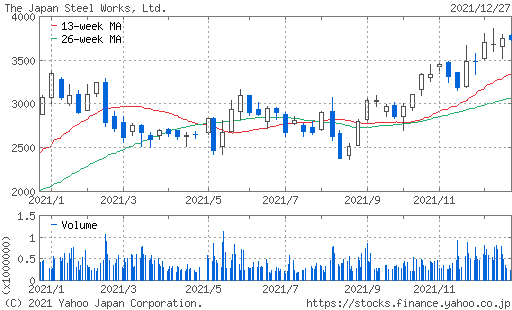 The Japan Steel Works, Ltd. 2021/12/27
4000
13-week MA
26-week MA
3500
3000
2500
2000
2021/1 2021/3 2021/5 2021/7 2021/9 2021/11
1.5
Volume
1
0.5
0
(x1000000)
2021/1 2021/3 2021/5 2021/7 2021/9 2021/11
(C) 2021 Yahoo Japan Corporation. https://stocks.finance.yahoo.co.jp/